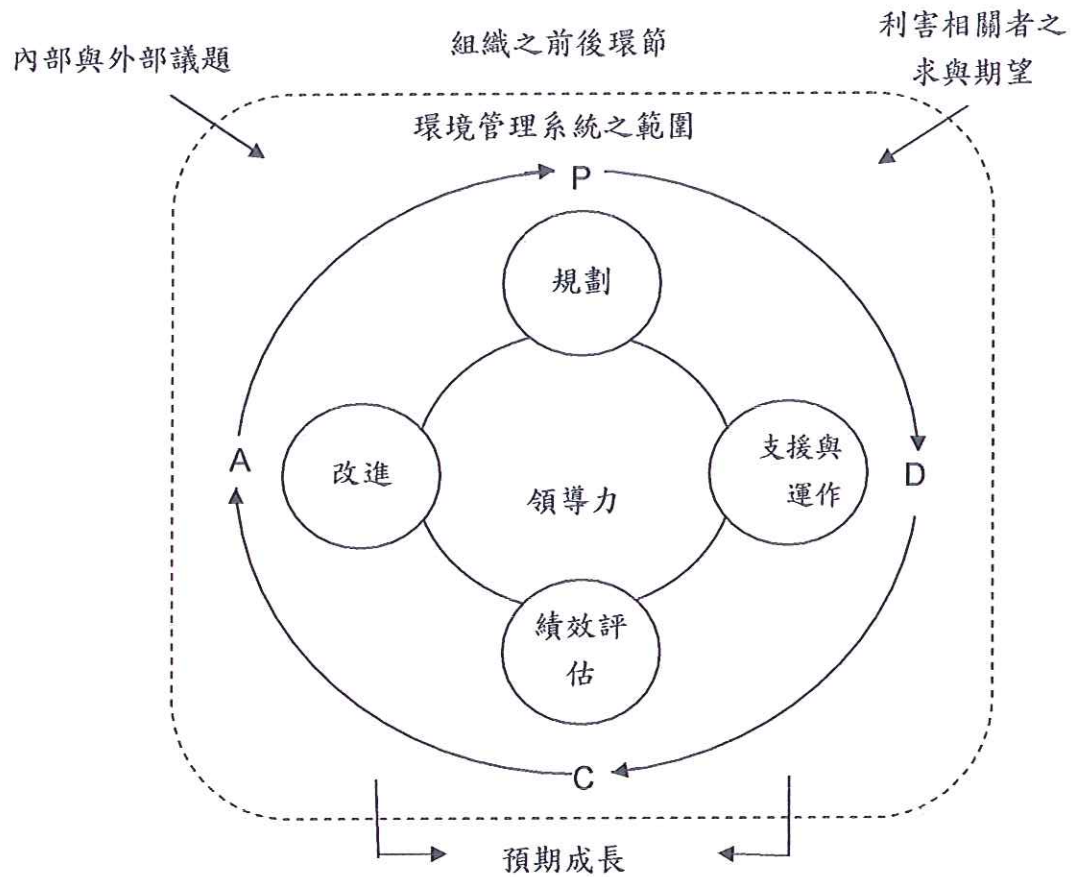 組織之前後環節
內部與外部議題
利害相關者之
求與期望
環境管理系統之範圍
P
規劃
A
改進
領導力
支援與
運作
D
績效評
估
C
預期成長